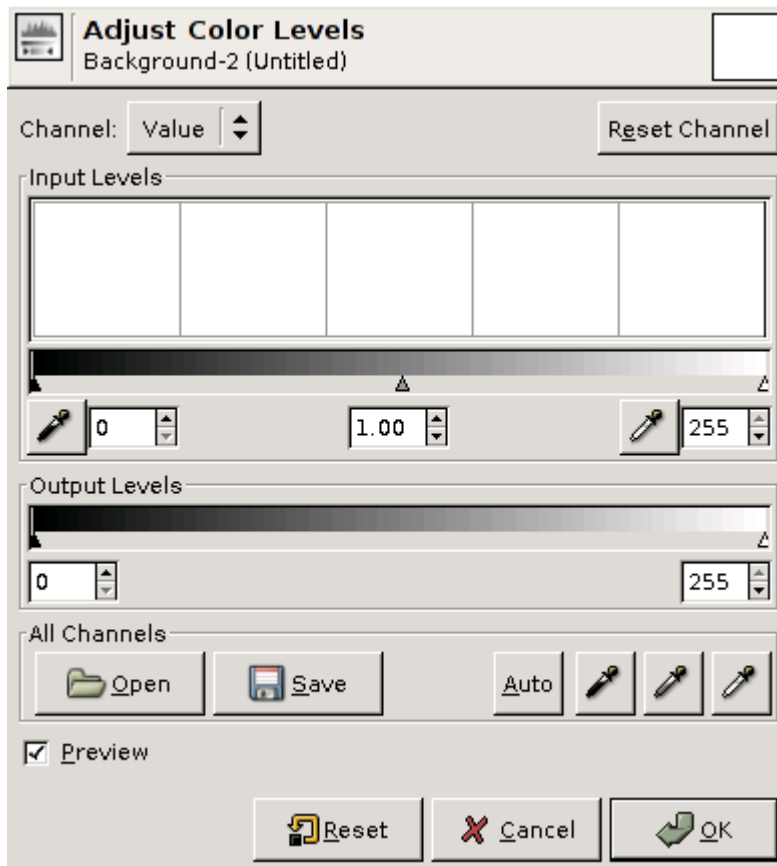 Adjust Color Levels
Background-2 (Untitled)
Channel: Value Reset Channel
Input Levels
0 1.00 255
Output Levels
0 255
All Channels
Open Save Auto
Preview
Reset Cancel OK